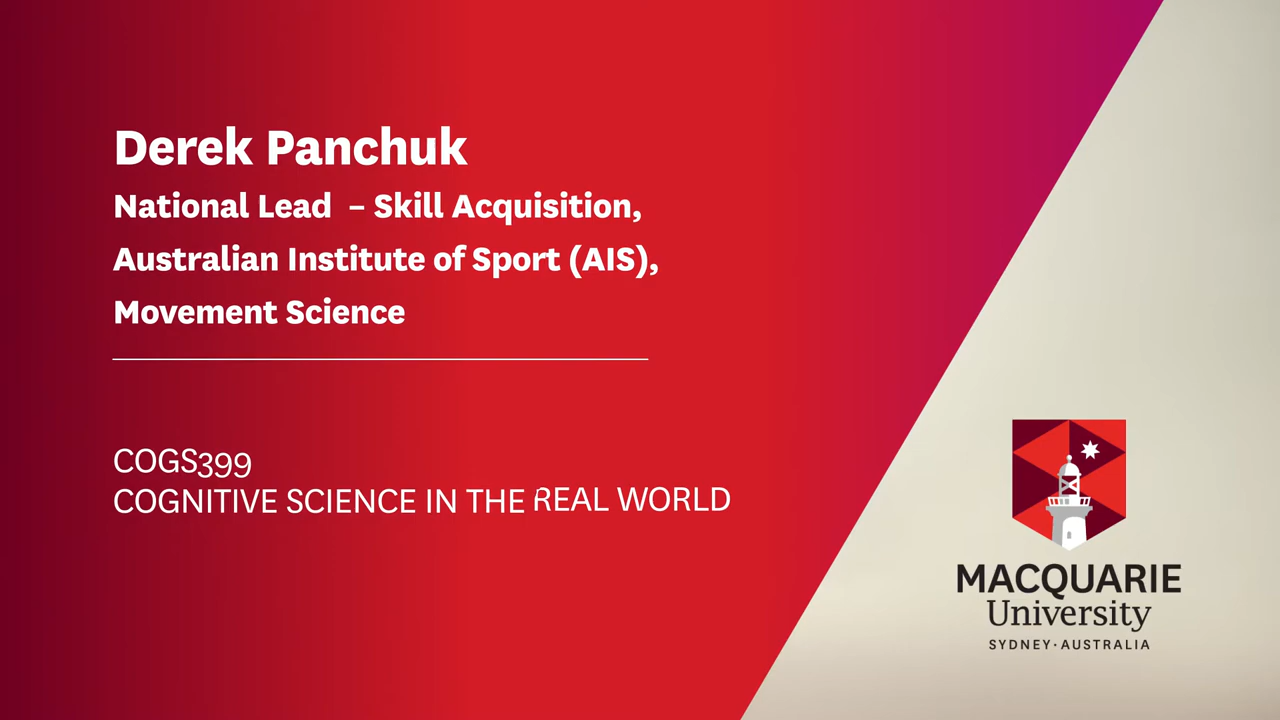 Derek Panchuk
National Lead – Skill Acquisition,
Australian Institute of Sport (AIS),
Movement Science
COGS399
COGNITIVE SCIENCE IN THE REAL WORLD
MACQUARIE
University
SYDNEY·AUSTRALIA